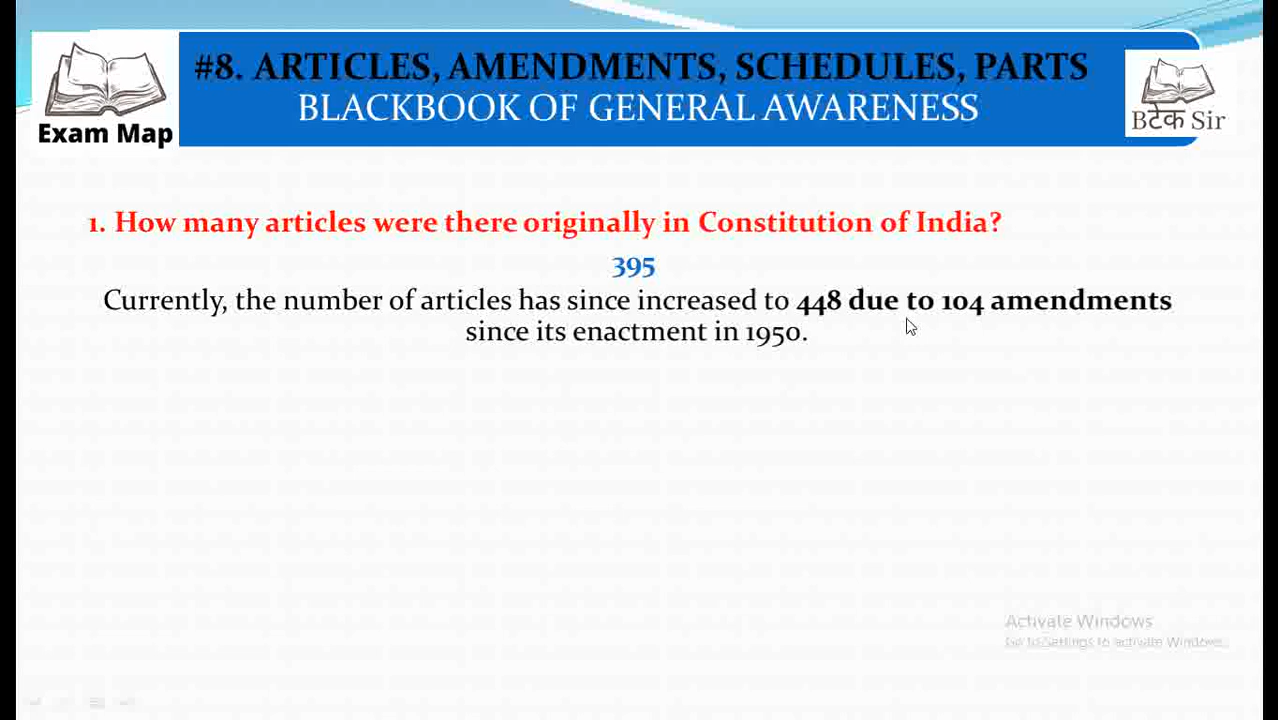 #8. ARTICLES, AMENDMENTS, SCHEDULES, PARTS
BLACKBOOK OF GENERAL AWARENESS
Exam Map
Bटेक Sir
1. How many articles were there originally in Constitution of India?
395
Currently, the number of articles has since increased to 448 due to 104 amendments
since its enactment in 1950.
Activate Windows
Go to Settings to activate Windows.